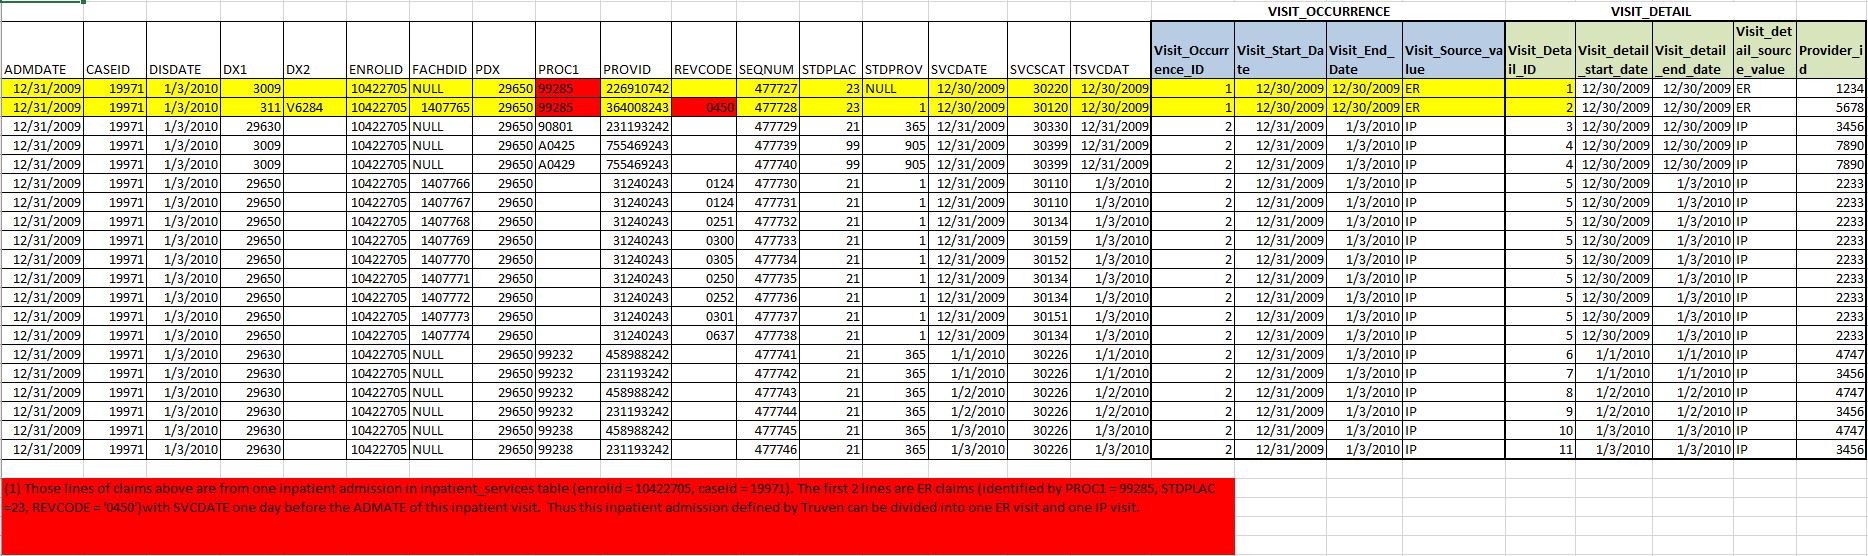 VISIT_OCCURRENCE VISIT_DETAIL
ADMDATE CASEID DISDATE DX1 DX2 ENROLID FACHDID PDX PROC1 PROVID REVCODE SEQNUM STDPLAC STDPROV SVCDATE SVCSCAT TSVCDAT Visit_Occurrence_ID Visit_Start_Date Visit_End_Date Visit_Source_value Visit_Detail_ID Visit_detail_start_date Visit_detail_end_date Visit_detail_source_value Provider_id
12/31/2009 19971 1/3/2010 3009 10422705 NULL 29650 99285 226910742 477727 23 NULL 12/30/2009 30220 12/30/2009 1 12/30/2009 12/30/2009 ER 1 12/30/2009 12/30/2009 ER 1234
12/31/2009 19971 1/3/2010 311 V6284 10422705 1407765 29650 99285 364008243 0450 477728 23 1 12/30/2009 30120 12/30/2009 1 12/30/2009 12/30/2009 ER 2 12/30/2009 12/30/2009 ER 5678
12/31/2009 19971 1/3/2010 29630 10422705 NULL 29650 90801 231193242 477729 21 365 12/31/2009 30330 12/31/2009 2 12/31/2009 1/3/2010 IP 3 12/30/2009 12/30/2009 IP 3456
12/31/2009 19971 1/3/2010 3009 10422705 NULL 29650 A0425 755469243 477739 99 905 12/31/2009 30399 12/31/2009 2 12/31/2009 1/3/2010 IP 4 12/30/2009 12/30/2009 IP 7890
12/31/2009 19971 1/3/2010 3009 10422705 NULL 29650 A0429 755469243 477740 99 905 12/31/2009 30399 12/31/2009 2 12/31/2009 1/3/2010 IP 4 12/30/2009 12/30/2009 IP 7890
12/31/2009 19971 1/3/2010 29650 10422705 1407766 29650 31240243 0124 477730 21 1 12/31/2009 30110 1/3/2010 2 12/31/2009 1/3/2010 IP 5 12/30/2009 1/3/2010 IP 2233
12/31/2009 19971 1/3/2010 29650 10422705 1407767 29650 31240243 0124 477731 21 1 12/31/2009 30110 1/3/2010 2 12/31/2009 1/3/2010 IP 5 12/30/2009 1/3/2010 IP 2233
12/31/2009 19971 1/3/2010 29650 10422705 1407768 29650 31240243 0251 477732 21 1 12/31/2009 30134 1/3/2010 2 12/31/2009 1/3/2010 IP 5 12/30/2009 1/3/2010 IP 2233
12/31/2009 19971 1/3/2010 29650 10422705 1407769 29650 31240243 0300 477733 21 1 12/31/2009 30159 1/3/2010 2 12/31/2009 1/3/2010 IP 5 12/30/2009 1/3/2010 IP 2233
12/31/2009 19971 1/3/2010 29650 10422705 1407770 29650 31240243 0305 477734 21 1 12/31/2009 30152 1/3/2010 2 12/31/2009 1/3/2010 IP 5 12/30/2009 1/3/2010 IP 2233
12/31/2009 19971 1/3/2010 29650 10422705 1407771 29650 31240243 0250 477735 21 1 12/31/2009 30134 1/3/2010 2 12/31/2009 1/3/2010 IP 5 12/30/2009 1/3/2010 IP 2233
12/31/2009 19971 1/3/2010 29650 10422705 1407772 29650 31240243 0252 477736 21 1 12/31/2009 30134 1/3/2010 2 12/31/2009 1/3/2010 IP 5 12/30/2009 1/3/2010 IP 2233
12/31/2009 19971 1/3/2010 29650 10422705 1407773 29650 31240243 0301 477737 21 1 12/31/2009 30151 1/3/2010 2 12/31/2009 1/3/2010 IP 5 12/30/2009 1/3/2010 IP 2233
12/31/2009 19971 1/3/2010 29650 10422705 1407774 29650 31240243 0637 477738 21 1 12/31/2009 30134 1/3/2010 2 12/31/2009 1/3/2010 IP 5 12/30/2009 1/3/2010 IP 2233
12/31/2009 19971 1/3/2010 29630 10422705 NULL 29650 99232 458988242 477741 21 365 1/1/2010 30226 1/1/2010 2 12/31/2009 1/3/2010 IP 6 1/1/2010 1/1/2010 IP 4747
12/31/2009 19971 1/3/2010 29630 10422705 NULL 29650 99232 231193242 477742 21 365 1/1/2010 30226 1/1/2010 2 12/31/2009 1/3/2010 IP 7 1/1/2010 1/1/2010 IP 3456
12/31/2009 19971 1/3/2010 29630 10422705 NULL 29650 99232 458988242 477743 21 365 1/2/2010 30226 1/2/2010 2 12/31/2009 1/3/2010 IP 8 1/2/2010 1/2/2010 IP 4747
12/31/2009 19971 1/3/2010 29630 10422705 NULL 29650 99232 231193242 477744 21 365 1/2/2010 30226 1/2/2010 2 12/31/2009 1/3/2010 IP 9 1/2/2010 1/2/2010 IP 3456
12/31/2009 19971 1/3/2010 29630 10422705 NULL 29650 99238 458988242 477745 21 365 1/3/2010 30226 1/3/2010 2 12/31/2009 1/3/2010 IP 10 1/3/2010 1/3/2010 IP 4747
12/31/2009 19971 1/3/2010 29630 10422705 NULL 29650 99238 231193242 477746 21 365 1/3/2010 30226 1/3/2010 2 12/31/2009 1/3/2010 IP 11 1/3/2010 1/3/2010 IP 3456
(1) Those lines of claims above are from one inpatient admission in inpatient_services table (enrolid = 10422705, caseid = 19971). The first 2 lines are ER claims (identified by PROC1 = 99285, STDPLAC
=23, REVCODE = '0450')with SVCDATE one day before the ADMATE of this inpatient visit.  Thus this inpatient admission defined by Truven can be divided into one ER visit and one IP visit.